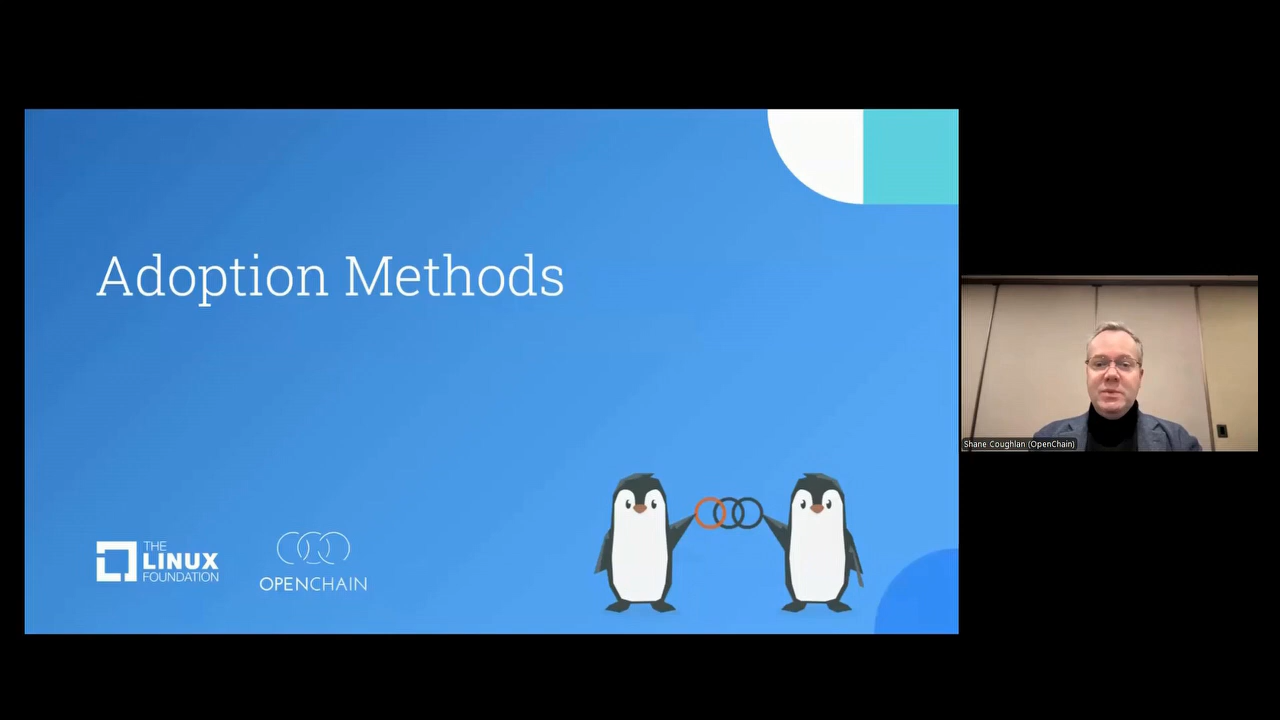 Adoption Methods
THE
LINUX
FOUNDATION
OPENCHAIN
Shane Coughlan (OpenChain)